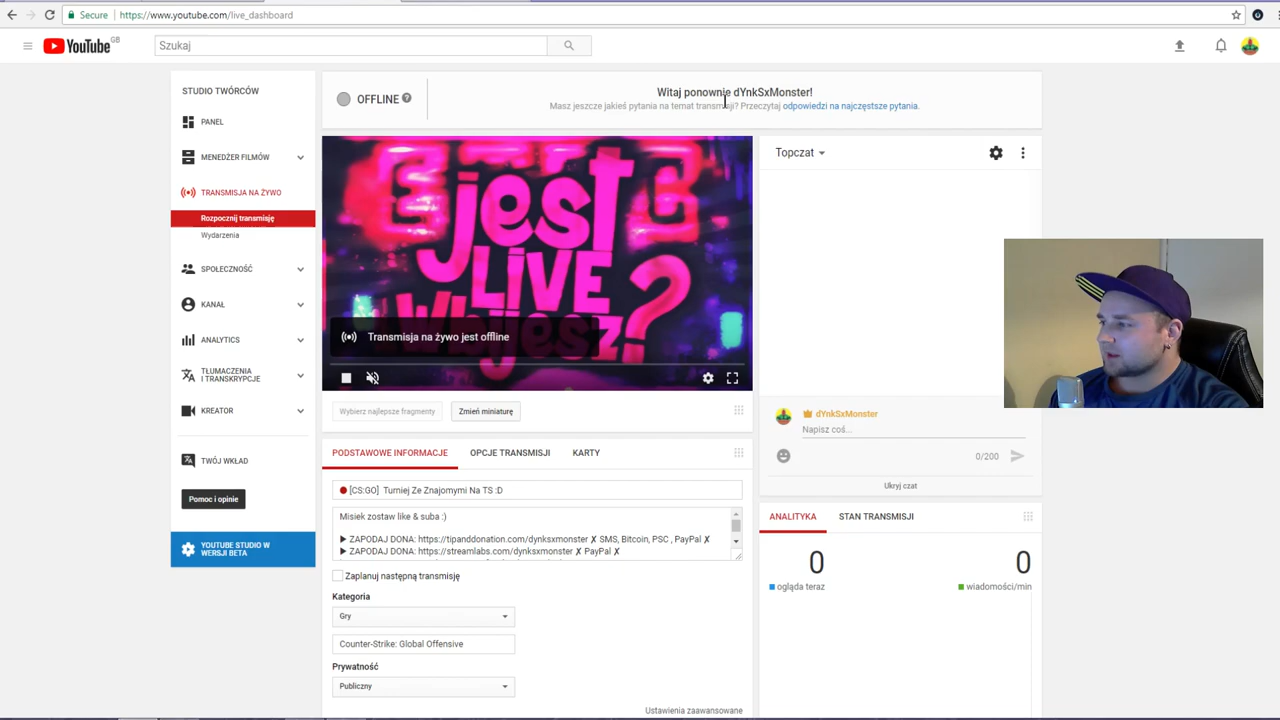 Secure https://www.youtube.com/live_dashboard
YouTube GB
Szukaj
STUDIO TWÓRCÓW
PANEL
MENEDŻER FILMÓW
TRANSMISJA NA ŻYWO
Rozpocznij transmisję
Wydarzenia
SPOŁECZNOŚĆ
KANAŁ
ANALYTICS
TŁUMACZENIA
I TRANSKRYPCJE
KREATOR
TWÓJ WKŁAD
Pomoc i opinie
YOUTUBE STUDIO W
WERSJI BETA
OFFLINE ?
Witaj ponownie dYnkSxMonster!
Masz jeszcze jakieś pytania na temat transmisji? Przeczytaj odpowiedzi na najczęstsze pytania.
jest
LIVE
wbijesz?
Transmisja na żywo jest offline
Wybierz najlepsze fragmenty
Zmień miniaturę
PODSTAWOWE INFORMACJE
OPCJE TRANSMISJI
KARTY
[CS:GO] Turniej Ze Znajomymi Na TS :D
Misiek zostaw like & suba :)
► ZAPODAJ DONA: https://tipanddonation.com/dynksxmonster ✗ SMS, Bitcoin, PSC , PayPal ✗
► ZAPODAJ DONA: https://streamlabs.com/dynksxmonster ✗ PayPal ✗
Zaplanuj następną transmisję
Kategoria
Gry
Counter-Strike: Global Offensive
Prywatność
Publiczny
Ustawienia zaawansowane
Topczat
dYnkSxMonster
Napisz coś...
0/200
Ukryj czat
ANALITYKA
STAN TRANSMISJI
0
ogląda teraz
0
wiadomości/min